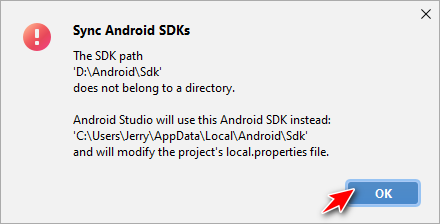 Sync Android SDKs
The SDK path
'D:\Android\Sdk'
does not belong to a directory.
Android Studio will use this Android SDK instead:
'C:\Users\Jerry\AppData\Local\Android\Sdk'
and will modify the project's local.properties file.
OK